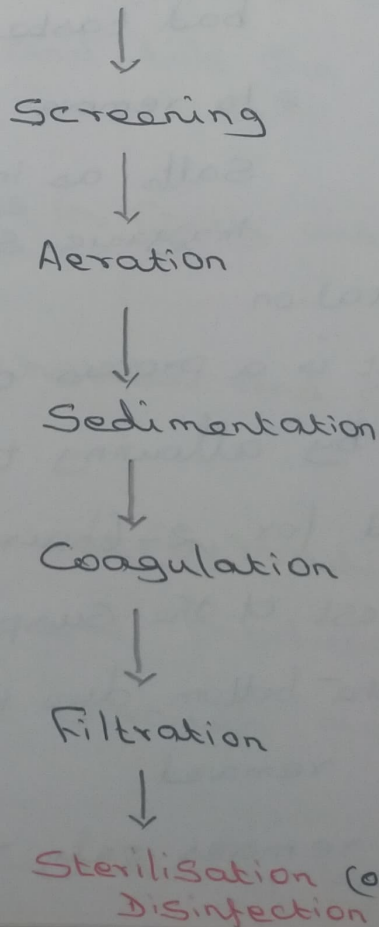 Screening
Aeration
Sedimentation
Coagulation
Filtration
Sterilisation (o
Disinfection